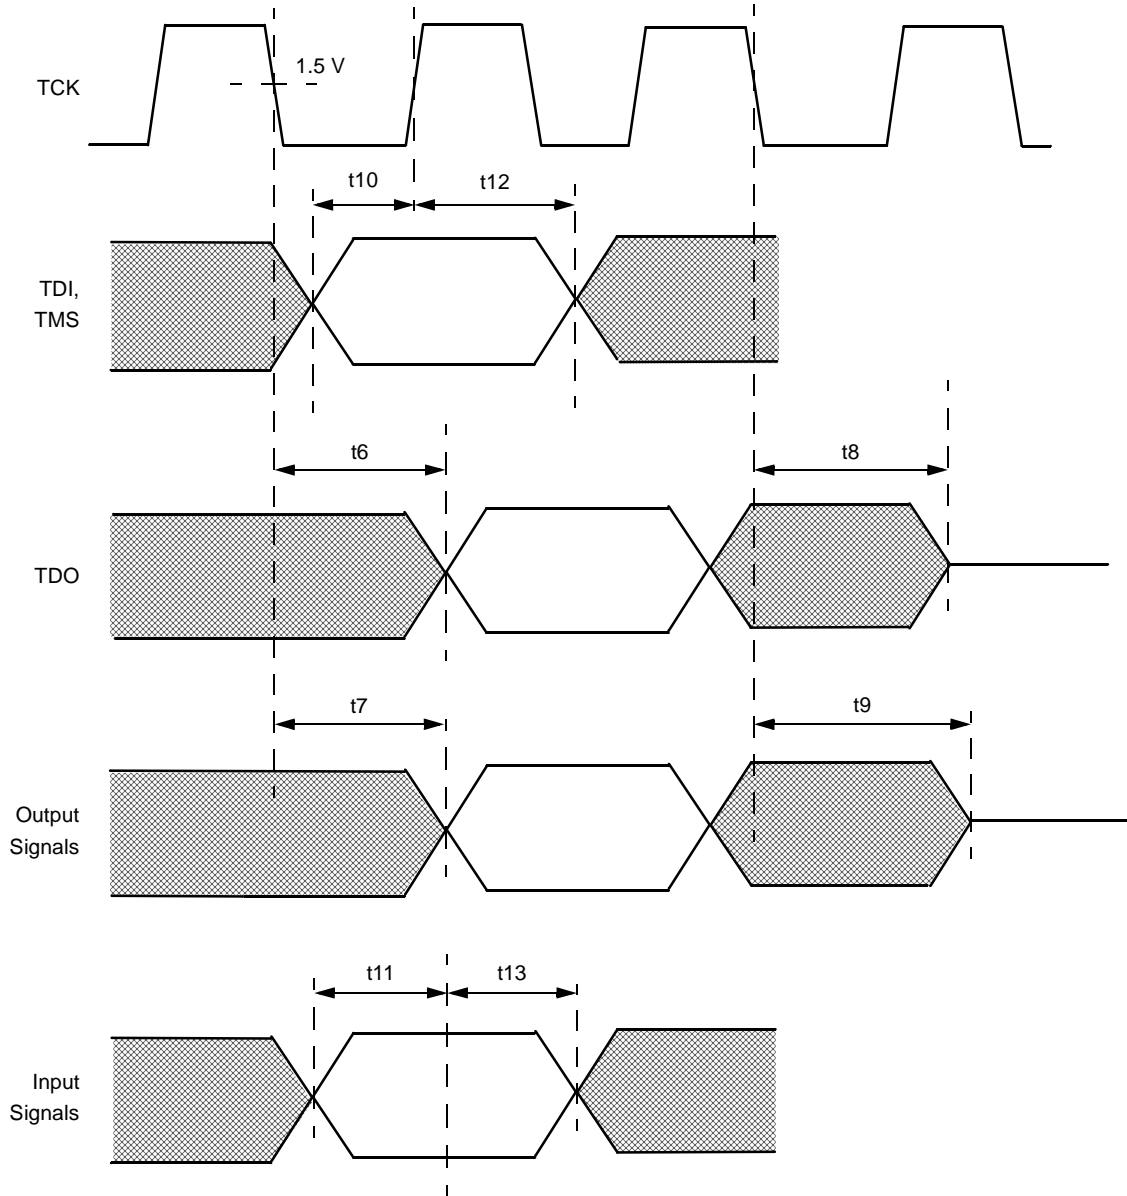 1.5 V
TCK
t10
t12
TDI,
TMS
t6
t8
TDO
t7
t9
Output
Signals
t11
t13
Input
Signals